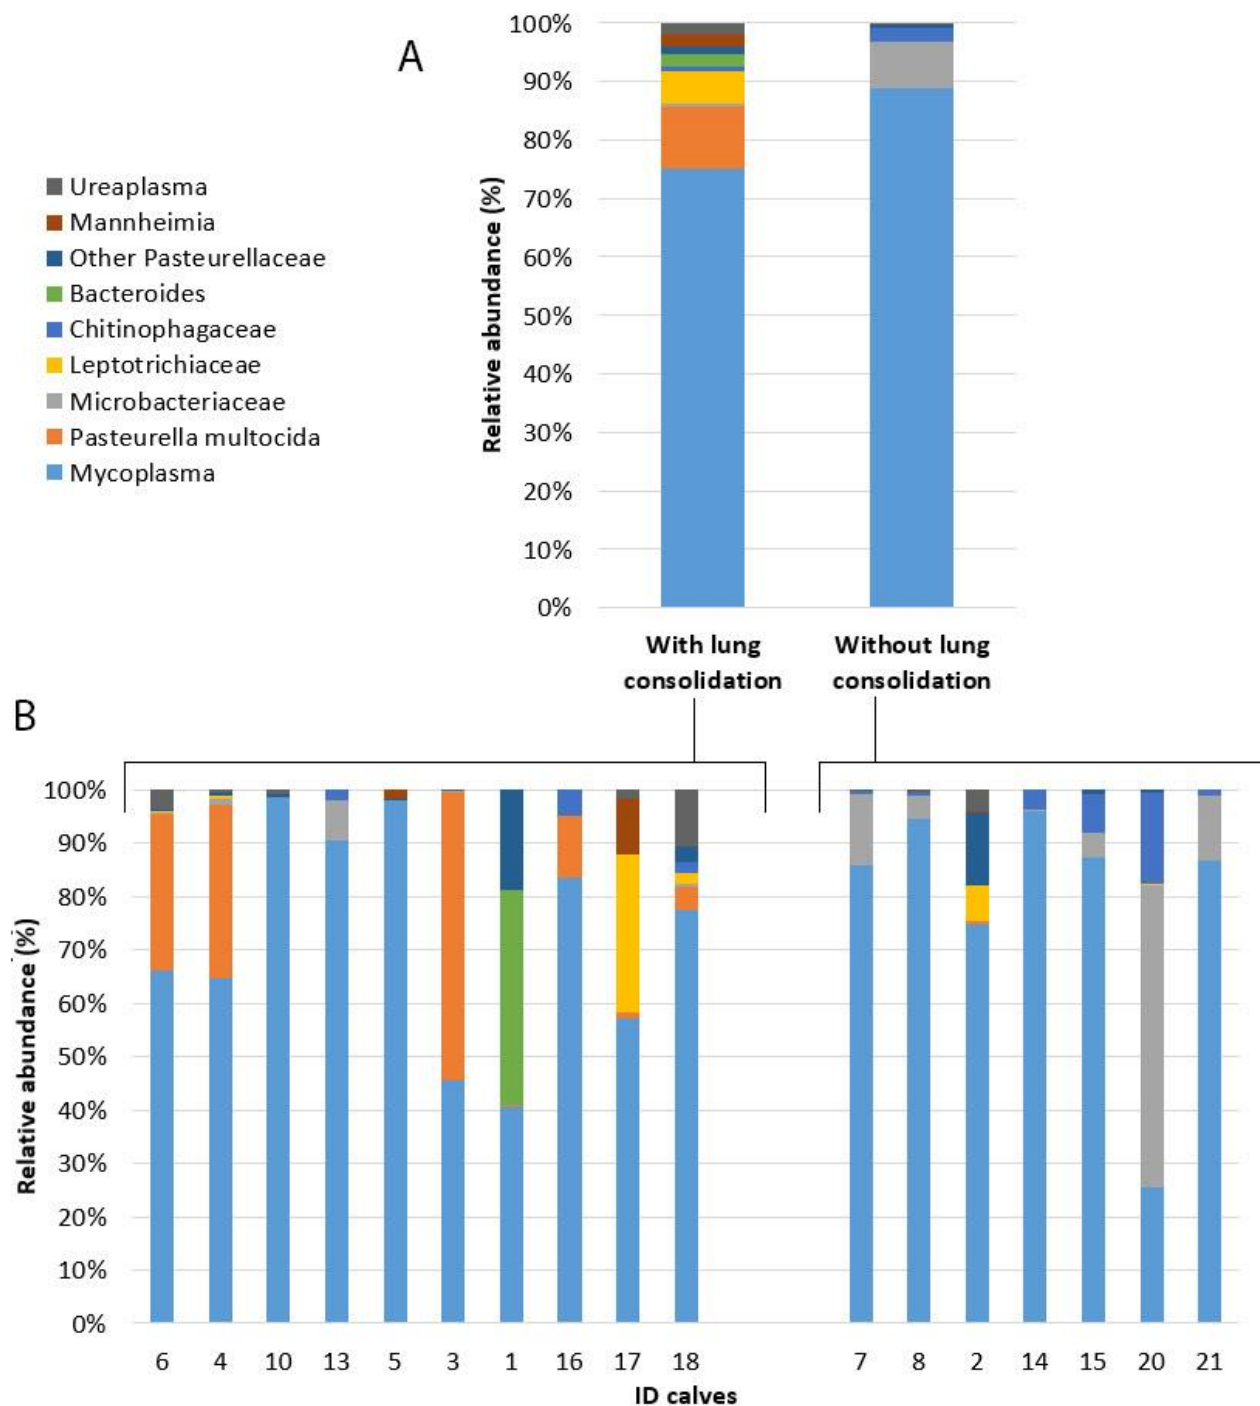 A
Ureaplasma
Mannheimia
Other Pasteurellaceae
Bacteroides
Chitinophagaceae
Leptotrichiaceae
Microbacteriaceae
Pasteurella multocida
Mycoplasma
Relative abundance (%)
100%
90%
80%
70%
60%
50%
40%
30%
20%
10%
0%
With lung
consolidation
Without lung
consolidation
B
Relative abundance (%)
100%
90%
80%
70%
60%
50%
40%
30%
20%
10%
0%
6 4 10 13 5 3 1 16 17 18 7 8 2 14 15 20 21
ID calves